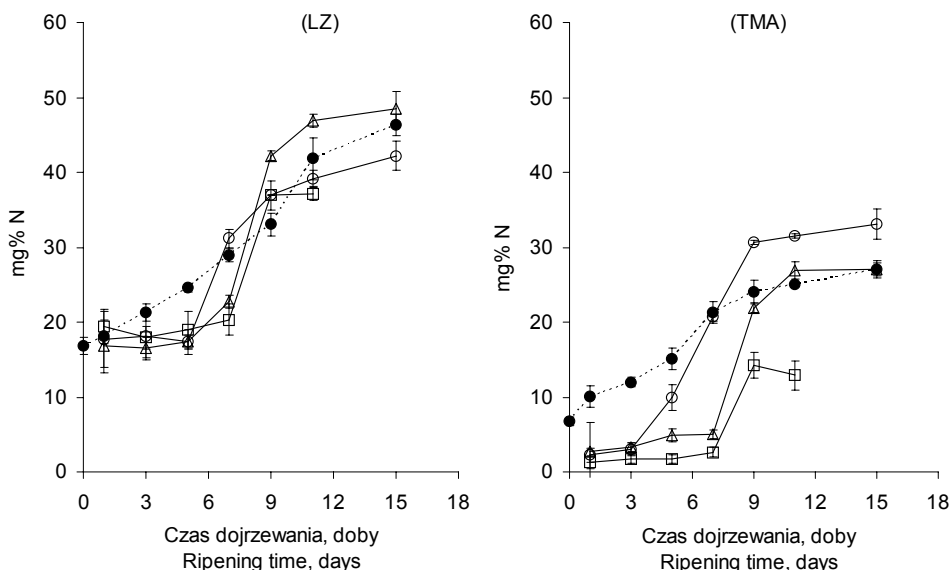 (LZ)
60
50
40
30
20
10
0
mg% N
0 3 6 9 12 15 18
Czas dojrzewania, doby
Ripening time, days
(TMA)
60
50
40
30
20
10
0
mg% N
0 3 6 9 12 15 18
Czas dojrzewania, doby
Ripening time, days